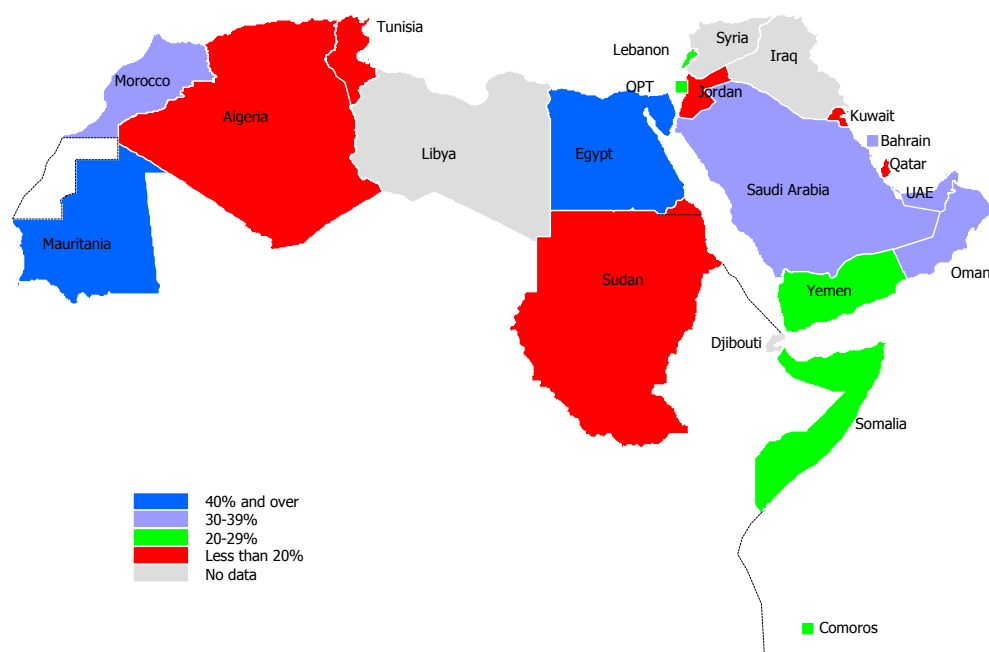 Tunisia
Syria
Lebanon
Iraq
Morocco
OPT
Jordan
Algeria
Kuwait
Bahrain
Libya
Egypt
Qatar
Saudi Arabia
UAE
Mauritania
Oman
Sudan
Yemen
Djibouti
Somalia
40% and over
30-39%
20-29%
Less than 20%
No data
Comoros